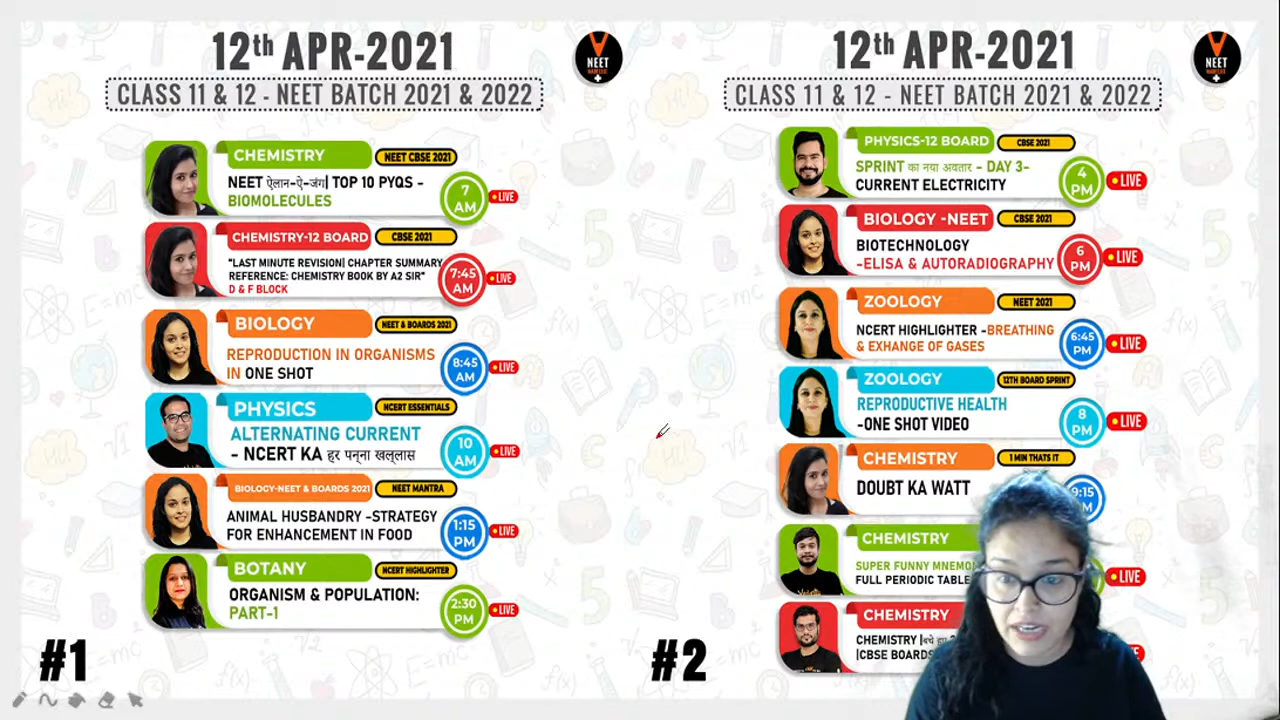 12th APR-2021
CLASS 11 & 12 - NEET BATCH 2021 & 2022
NEET
CHEMISTRY
NEET CBSE 2021
NEET ऐलान-ऐ-जंग| TOP 10 PYQS -
BIOMOLECULES
7
AM
LIVE
CHEMISTRY-12 BOARD
CBSE 2021
"LAST MINUTE REVISION| CHAPTER SUMMARY
REFERENCE: CHEMISTRY BOOK BY A2 SIR"
D & F BLOCK
7:45
AM
LIVE
BIOLOGY
NEET & BOARDS 2021
REPRODUCTION IN ORGANISMS
IN ONE SHOT
8:45
AM
LIVE
PHYSICS
NCERT ESSENTIALS
ALTERNATING CURRENT
- NCERT KA हर पन्ना खल्लास
10
AM
LIVE
BIOLOGY-NEET & BOARDS 2021
NEET MANTRA
ANIMAL HUSBANDRY -STRATEGY
FOR ENHANCEMENT IN FOOD
1:15
PM
LIVE
BOTANY
NCERT HIGHLIGHTER
ORGANISM & POPULATION:
PART-1
2:30
PM
LIVE
#1
12th APR-2021
CLASS 11 & 12 - NEET BATCH 2021 & 2022
NEET
PHYSICS-12 BOARD
CBSE 2021
SPRINT का नया अवतार - DAY 3-
CURRENT ELECTRICITY
4
PM
LIVE
BIOLOGY -NEET
CBSE 2021
BIOTECHNOLOGY
-ELISA & AUTORADIOGRAPHY
6
PM
LIVE
ZOOLOGY
NEET 2021
NCERT HIGHLIGHTER -BREATHING
& EXHANGE OF GASES
6:45
PM
LIVE
ZOOLOGY
12TH BOARD SPRINT
REPRODUCTIVE HEALTH
-ONE SHOT VIDEO
8
PM
LIVE
CHEMISTRY
1 MIN THATS IT
DOUBT KA WATT
9:15
CHEMISTRY
SUPER FUNNY
FULL PERIODIC TABLE
LIVE
CHEMISTRY
CHEMISTRY
|CBSE BOARDS
#2